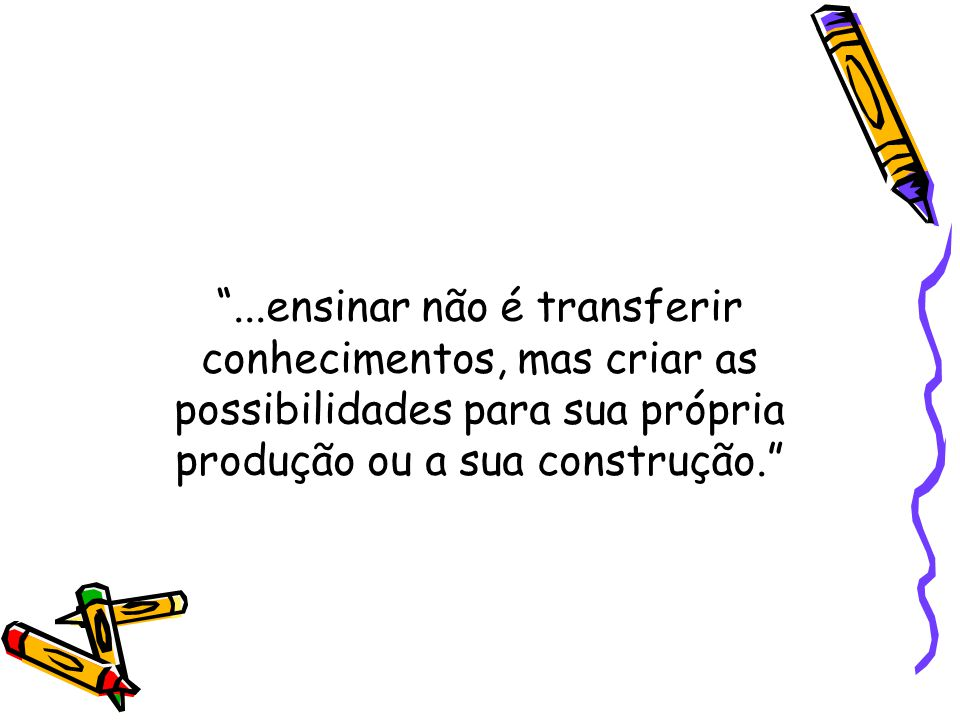 “...ensinar não é transferir
conhecimentos, mas criar as
possibilidades para sua própria
produção ou a sua construção.”